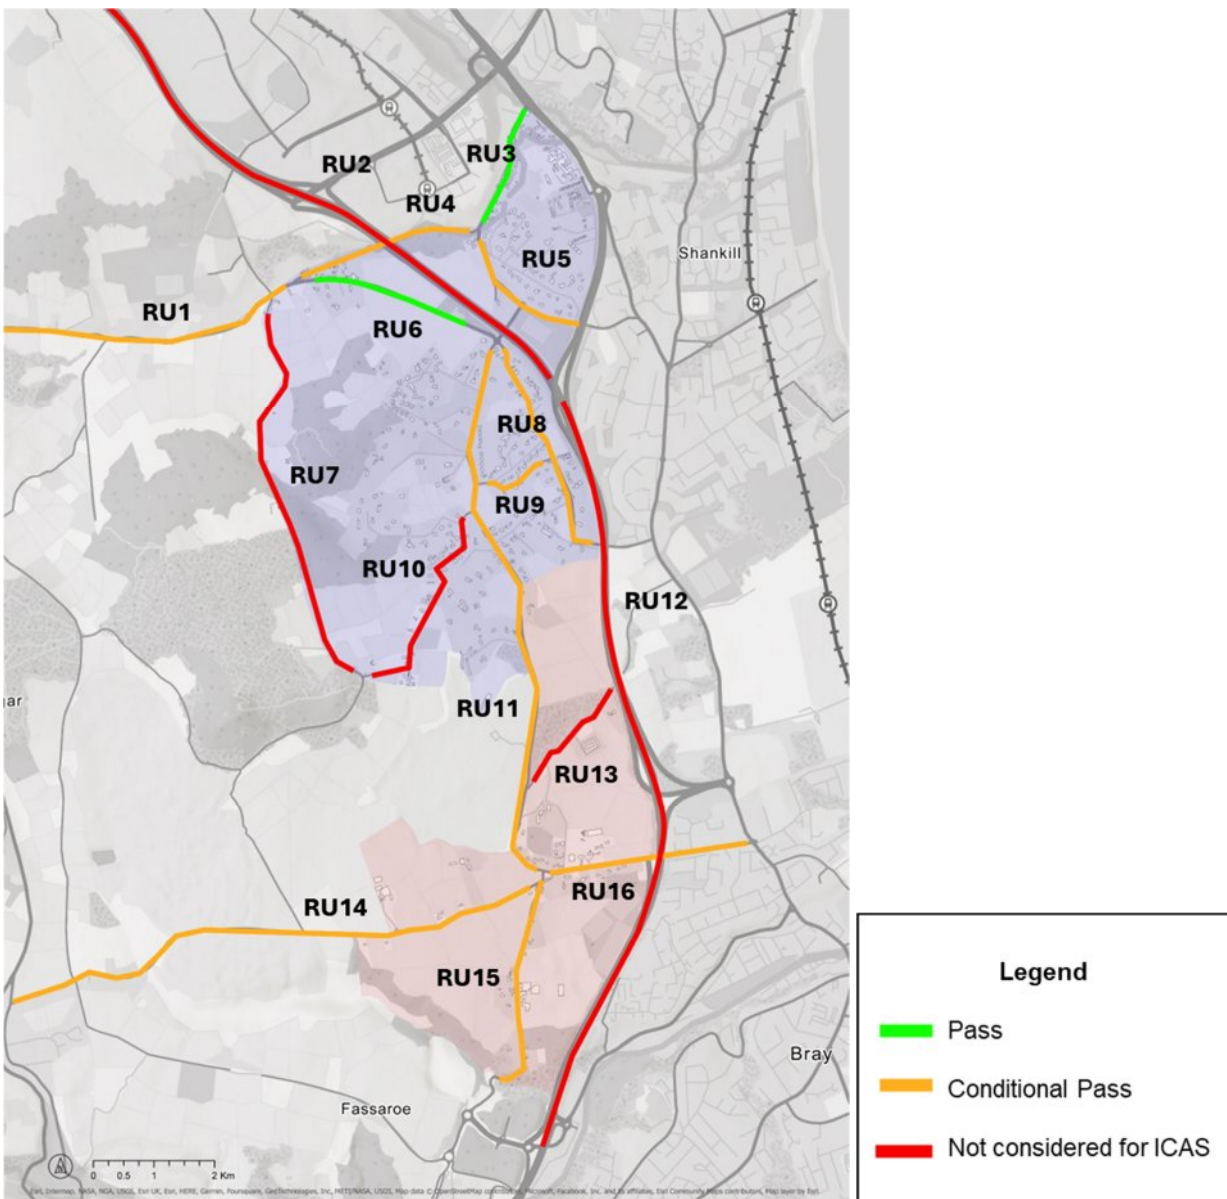 RU2
RU3
RU4
Shankill
RU5
RU1
RU6
RU8
RU7
RU9
RU10
RU12
gar
RU11
RU13
RU16
RU14
RU15
Legend
Pass
Bray
Conditional Pass
Fassaroe
Not considered for ICAS
0 0.5 1 2 Km